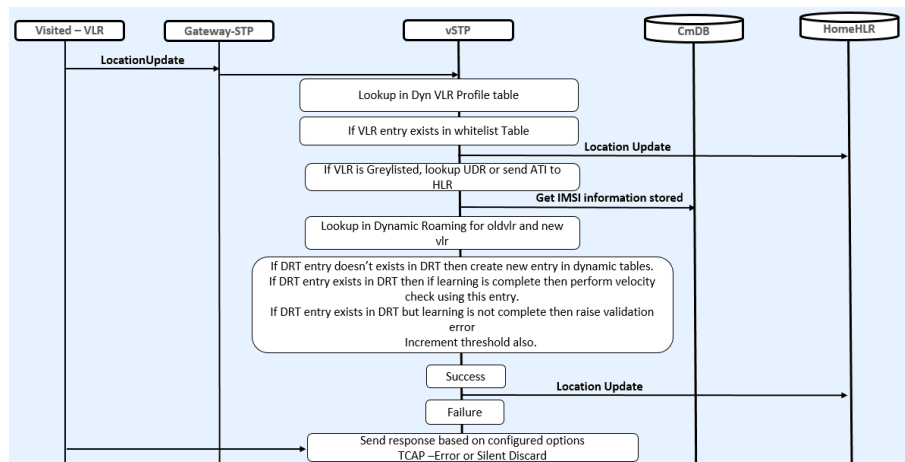 Visited – VLR
Gateway-STP
vSTP
CmDB
HomeHLR
LocationUpdate
Lookup in Dyn VLR Profile table
If VLR entry exists in whitelist Table
Location Update
If VLR is Greylisted, lookup UDR or send ATI to
HLR
Get IMSI information stored
Lookup in Dynamic Roaming for oldvlr and new
vlr
If DRT entry doesn't exists in DRT then create new entry in dynamic tables.
If DRT entry exists in DRT then if learning is complete then perform velocity
check using this entry.
If DRT entry exists in DRT but learning is not complete then raise validation
error
Increment threshold also.
Success
Location Update
Failure
Send response based on configured options
TCAP –Error or Silent Discard